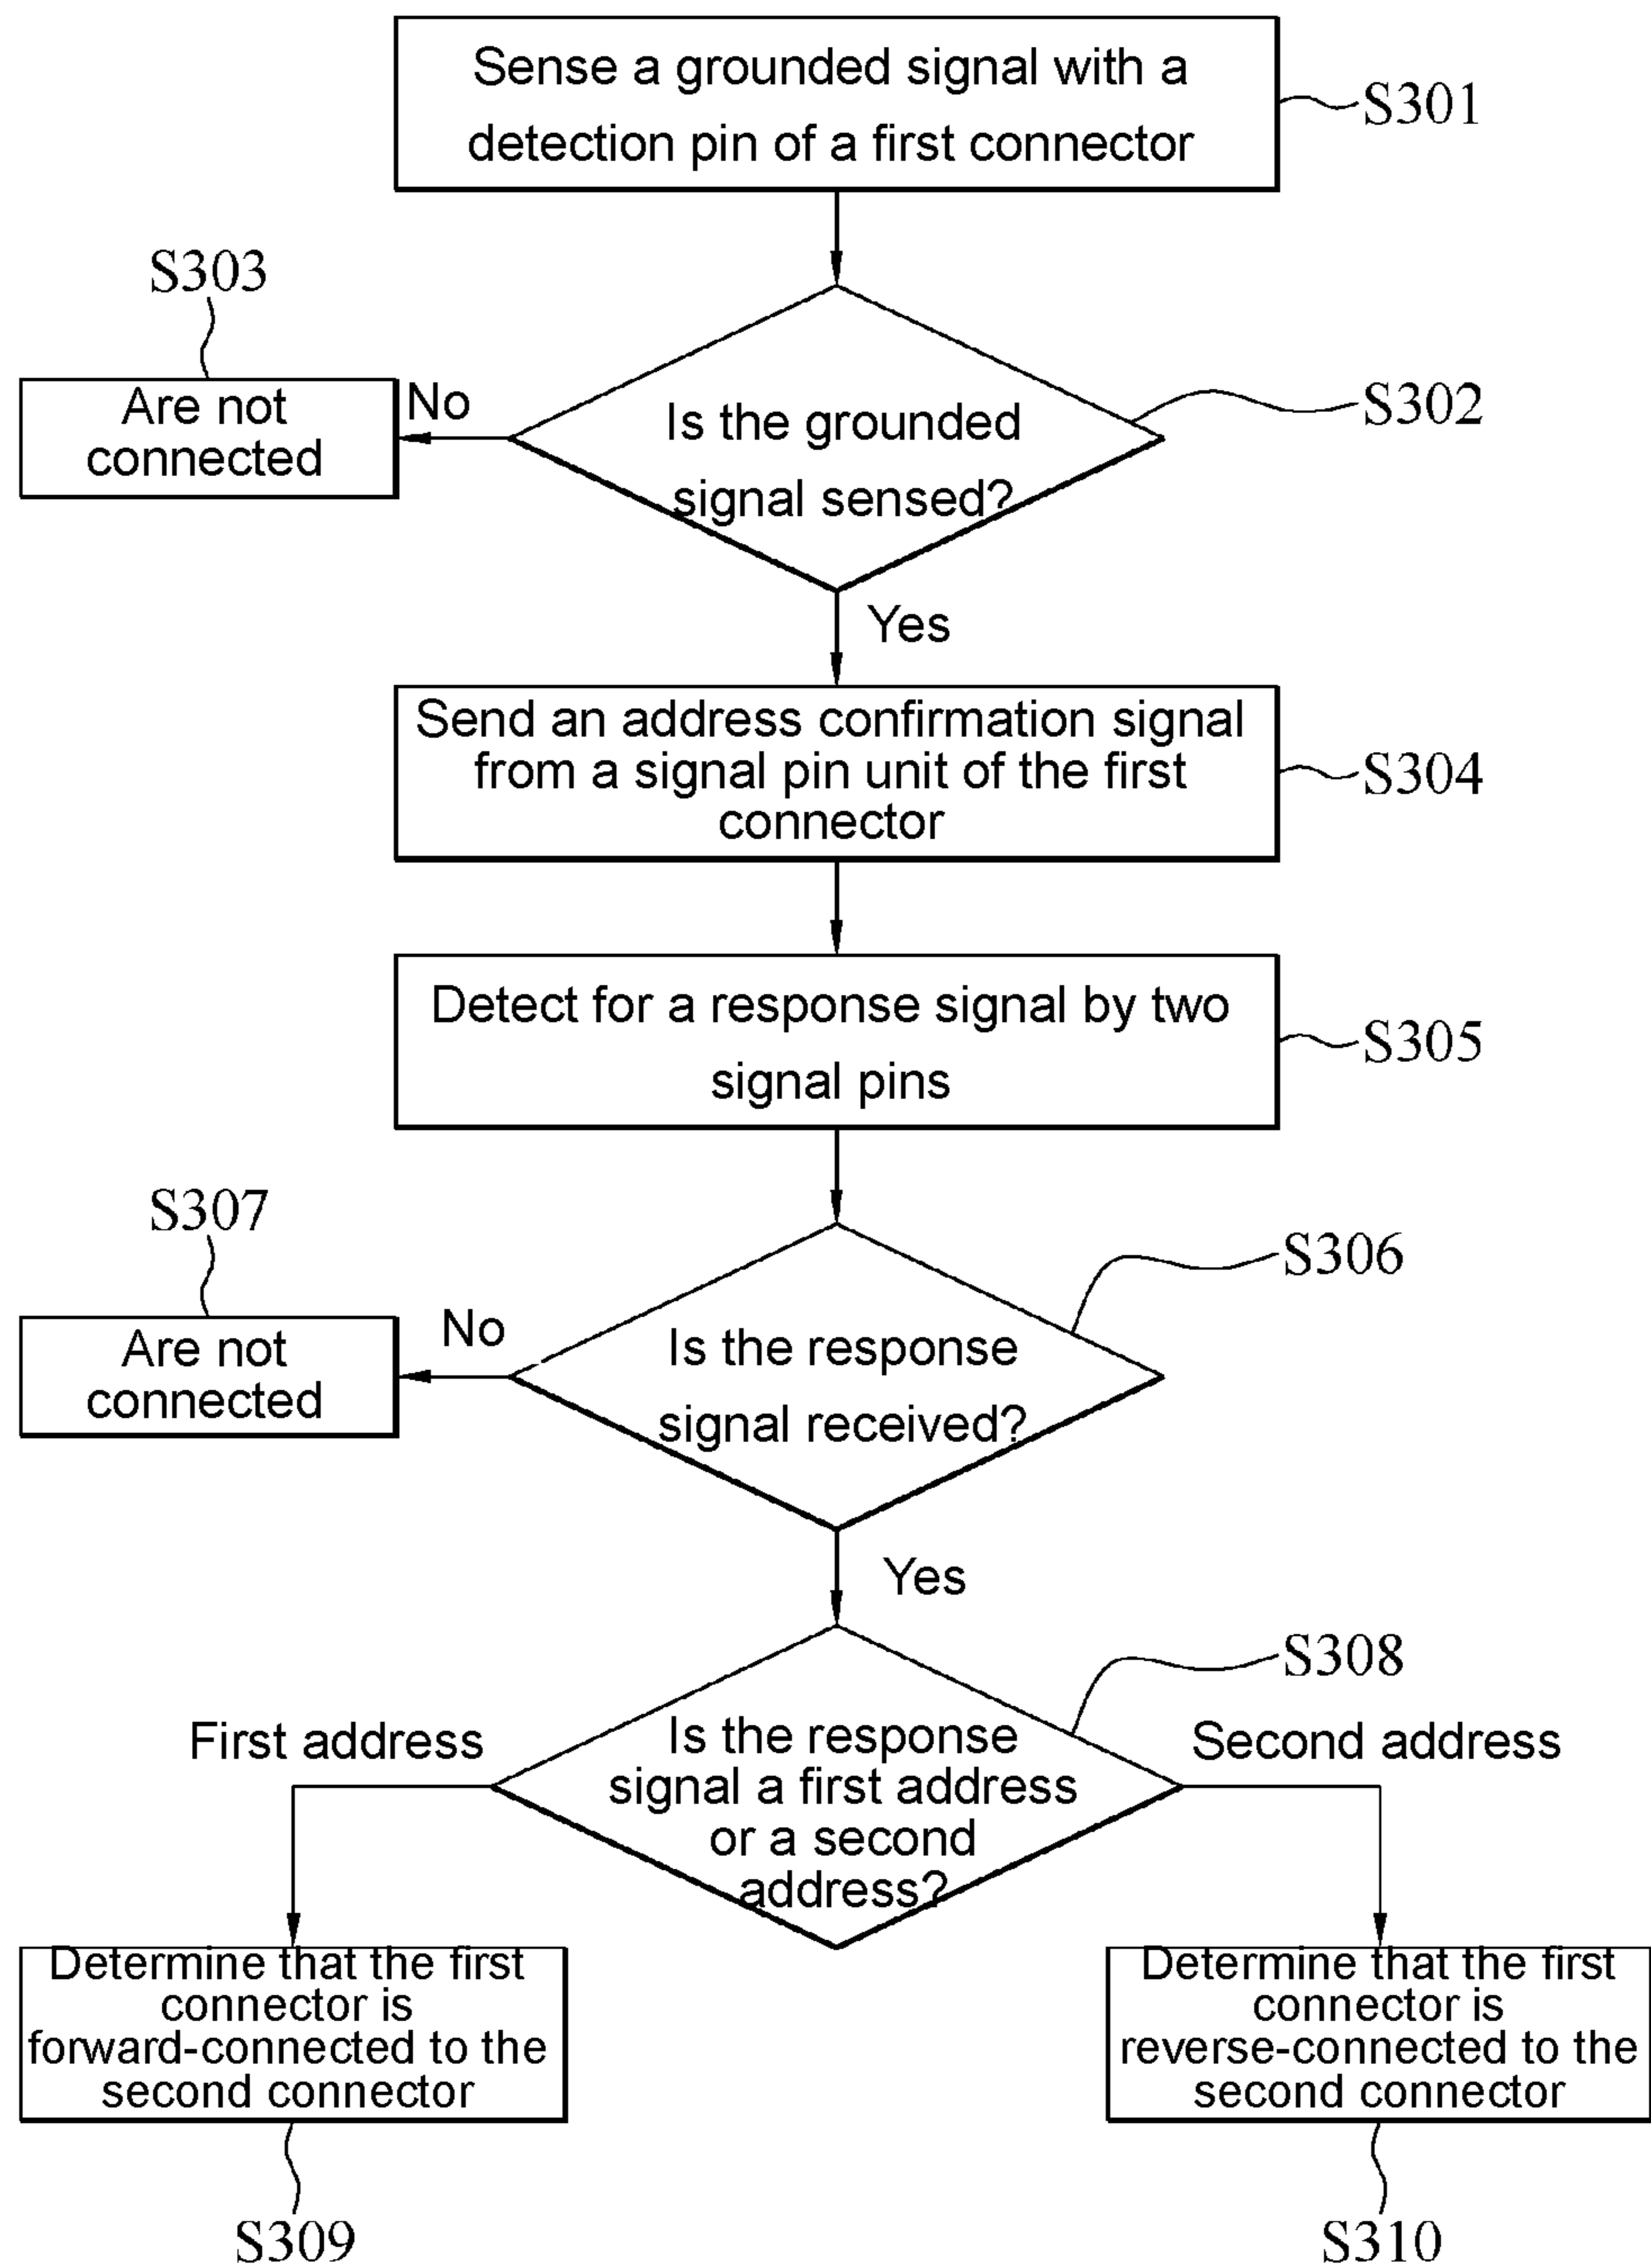 Sense a grounded signal with a
detection pin of a first connector
S301
S303
Are not
connected
No
Is the grounded
signal sensed?
S302
Yes
Send an address confirmation signal
from a signal pin unit of the first
connector
S304
Detect for a response signal by two
signal pins
S305
S307
Are not
connected
No
Is the response
signal received?
S306
Yes
S308
First address
Is the response
signal a first address
or a second
address?
Second address
Determine that the first
connector is
forward-connected to the
second connector
S309
Determine that the first
connector is
reverse-connected to the
second connector
S310